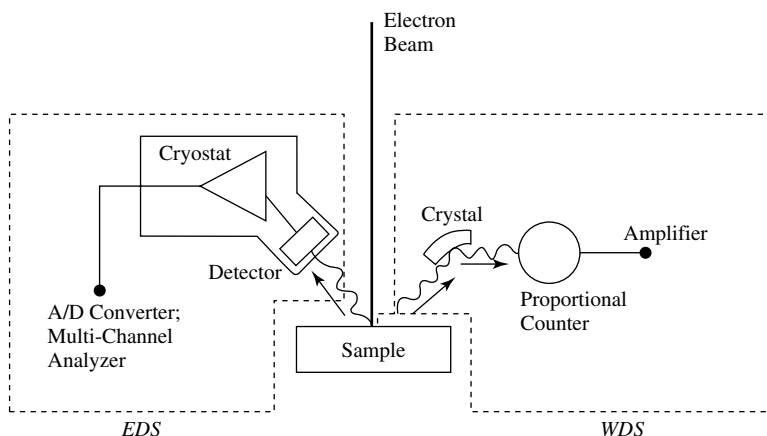 Electron
Beam
Cryostat
Crystal
Amplifier
Detector
Proportional
Counter
A/D Converter;
Multi-Channel
Analyzer
Sample
EDS
WDS